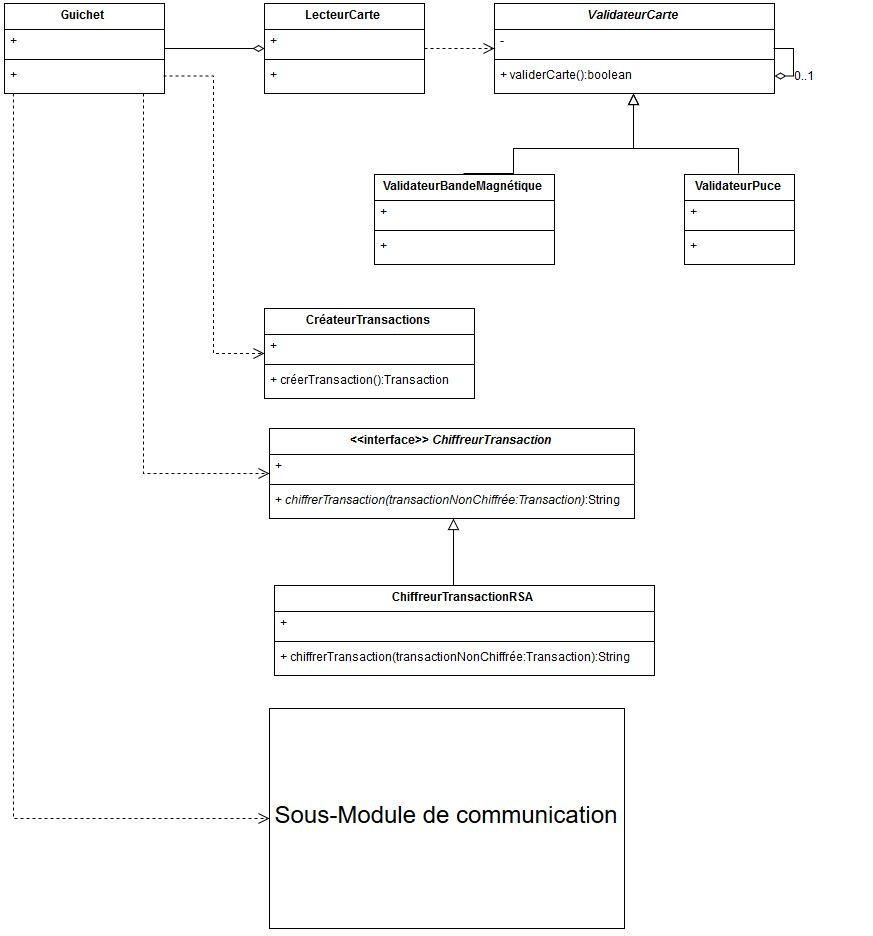 Guichet
+
+
LecteurCarte
+
+
ValidateurCarte
-
+ validerCarte():boolean
0..1
ValidateurBandeMagnétique
+
+
ValidateurPuce
+
+
CréateurTransactions
+
+ créerTransaction():Transaction
<<interface>> ChiffreurTransaction
+
+ chiffrerTransaction(transactionNonChiffrée:Transaction):String
ChiffreurTransactionRSA
+
+ chiffrerTransaction(transactionNonChiffrée:Transaction):String
Sous-Module de communication